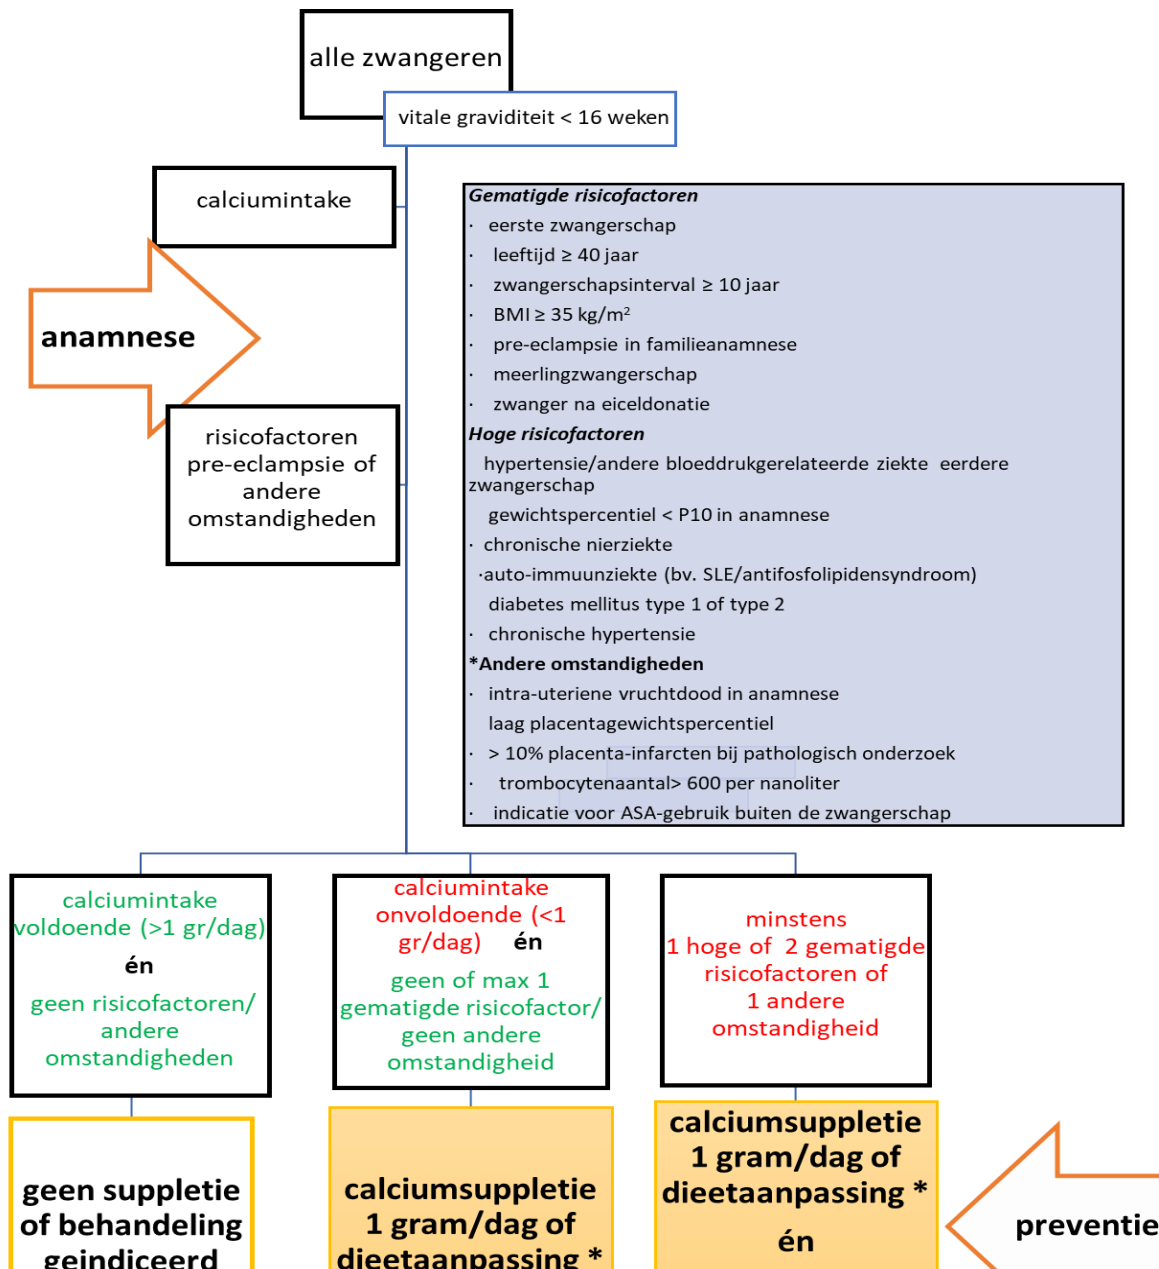 alle zwangeren
vitale graviditeit < 16 weken
calciumintake
anamnese
risicofactoren
pre-eclampsie of
andere
omstandigheden
Gematigde risicofactoren
· eerste zwangerschap
· leeftijd ≥ 40 jaar
· zwangerschapsinterval ≥ 10 jaar
· BMI ≥ 35 kg/m²
· pre-eclampsie in familieanamnese
· meerlingzwangerschap
· zwanger na eiceldonatie
Hoge risicofactoren
hypertensie/andere bloeddrukgerelateerde ziekte eerdere
zwangerschap
gewichtspercentiel < P10 in anamnese
· chronische nierziekte
·auto-immuunziekte (bv. SLE/antifosfolipidensyndroom)
diabetes mellitus type 1 of type 2
· chronische hypertensie
*Andere omstandigheden
· intra-uteriene vruchtdood in anamnese
laag placentagewichtspercentiel
· > 10% placenta-infarcten bij pathologisch onderzoek
· trombocytenaantal> 600 per nanoliter
· indicatie voor ASA-gebruik buiten de zwangerschap
calciumintake
voldoende (>1 gr/dag)
én
geen risicofactoren/
andere
omstandigheden
calciumintake
onvoldoende (<1
gr/dag) én
geen of max 1
gematigde risicofactor/
geen andere
omstandigheid
minstens
1 hoge of 2 gematigde
risicofactoren of
1 andere
omstandigheid
geen suppletie
of behandeling
geindiceerd
calciumsuppletie
1 gram/dag of
dieetaanpassing *
calciumsuppletie
1 gram/dag of
dieetaanpassing *
én
preventie